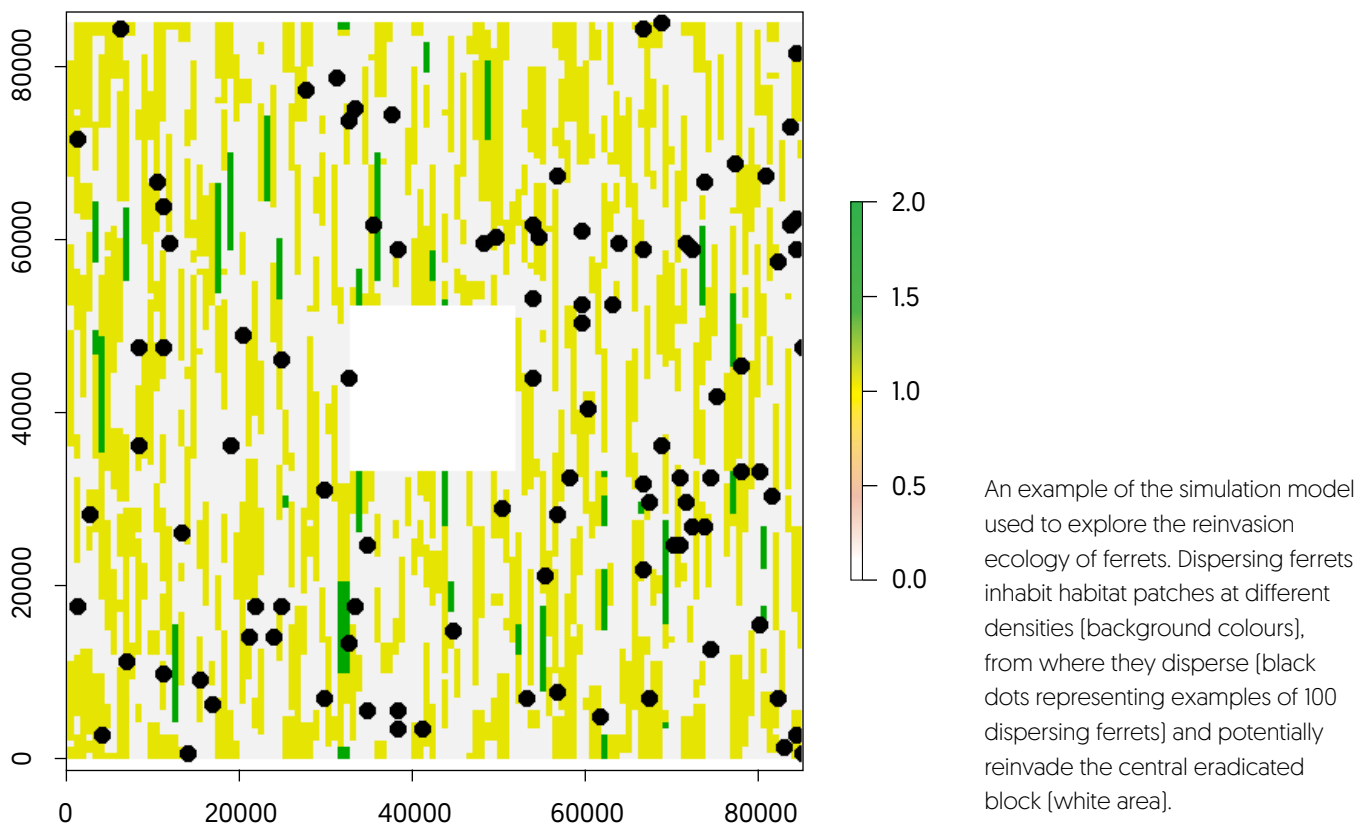 80000
60000
40000
20000
0
0
20000
40000
60000
80000
2.0
1.5
1.0
0.5
0.0
An example of the simulation model
used to explore the reinvasion
ecology of ferrets. Dispersing ferrets
inhabit habitat patches at different
densities (background colours),
from where they disperse (black
dots representing examples of 100
dispersing ferrets) and potentially
reinvade the central eradicated
block (white area).